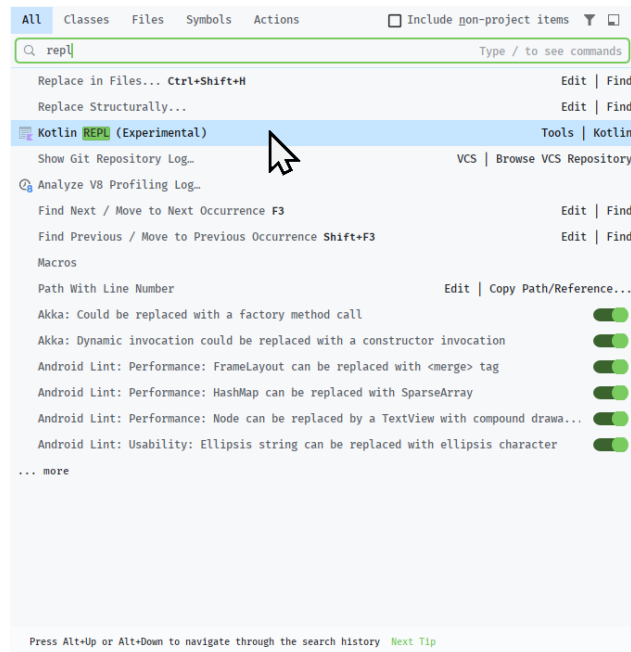 All Classes Files Symbols Actions Include non-project items
repl Type / to see commands
Replace in Files... Ctrl+Shift+H Edit | Find
Replace Structurally... Edit | Find
Kotlin REPL (Experimental) Tools | Kotlin
Show Git Repository Log… VCS | Browse VCS Repository
Analyze V8 Profiling Log…
Find Next / Move to Next Occurrence F3 Edit | Find
Find Previous / Move to Previous Occurrence Shift+F3 Edit | Find
Macros
Path With Line Number Edit | Copy Path/Reference...
Akka: Could be replaced with a factory method call
Akka: Dynamic invocation could be replaced with a constructor invocation
Android Lint: Performance: FrameLayout can be replaced with <merge> tag
Android Lint: Performance: HashMap can be replaced with SparseArray
Android Lint: Performance: Node can be replaced by a TextView with compound drawa...
Android Lint: Usability: Ellipsis string can be replaced with ellipsis character
... more
Press Alt+Up or Alt+Down to navigate through the search history Next Tip